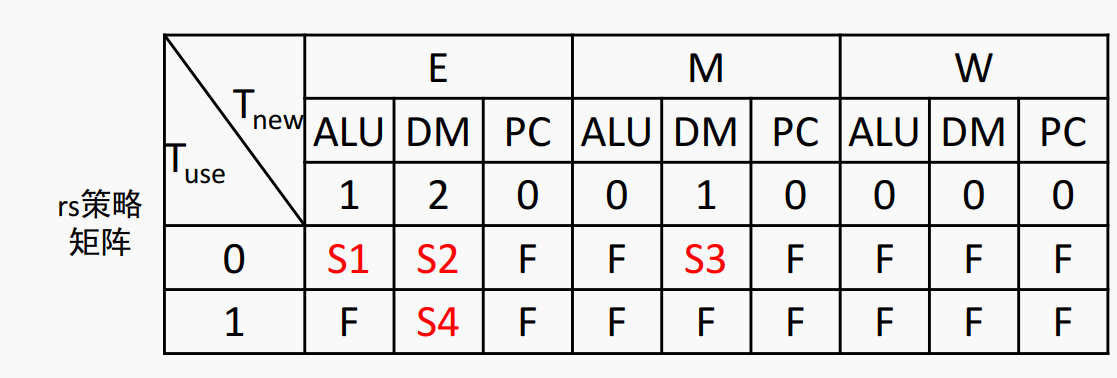 E M W
Tnew
ALU DM PC ALU DM PC ALU DM PC
Tuse
1 2 0 0 1 0 0 0 0
rs策略
矩阵
0 S1 S2 F F S3 F F F F
1 F S4 F F F F F F F